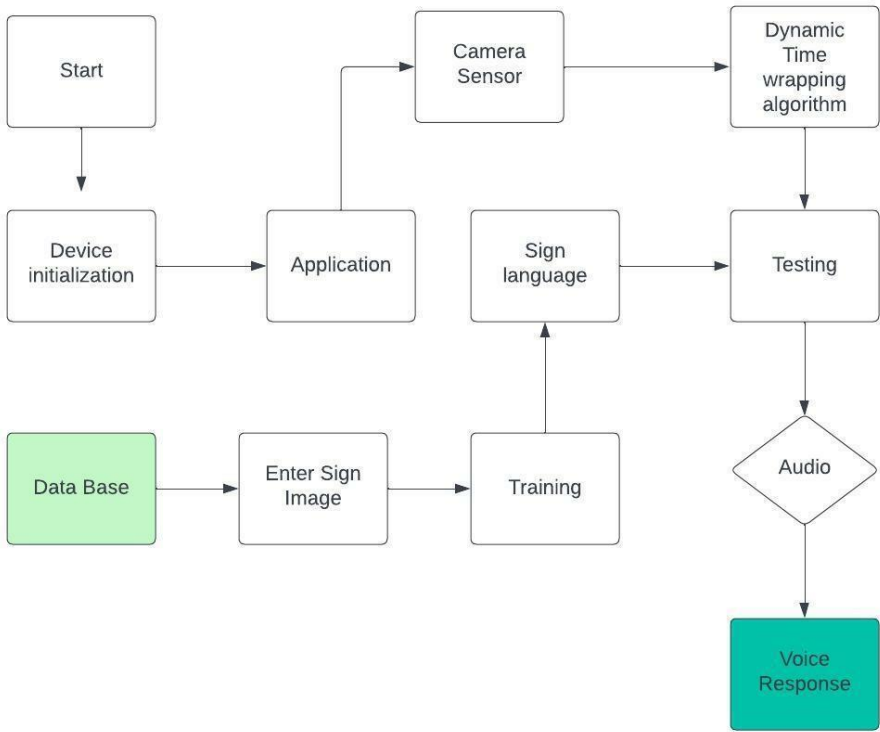 Start
Camera
Sensor
Dynamic
Time
wrapping
algorithm
Device
initialization
Application
Sign
language
Testing
Data Base
Enter Sign
Image
Training
Audio
Voice
Response